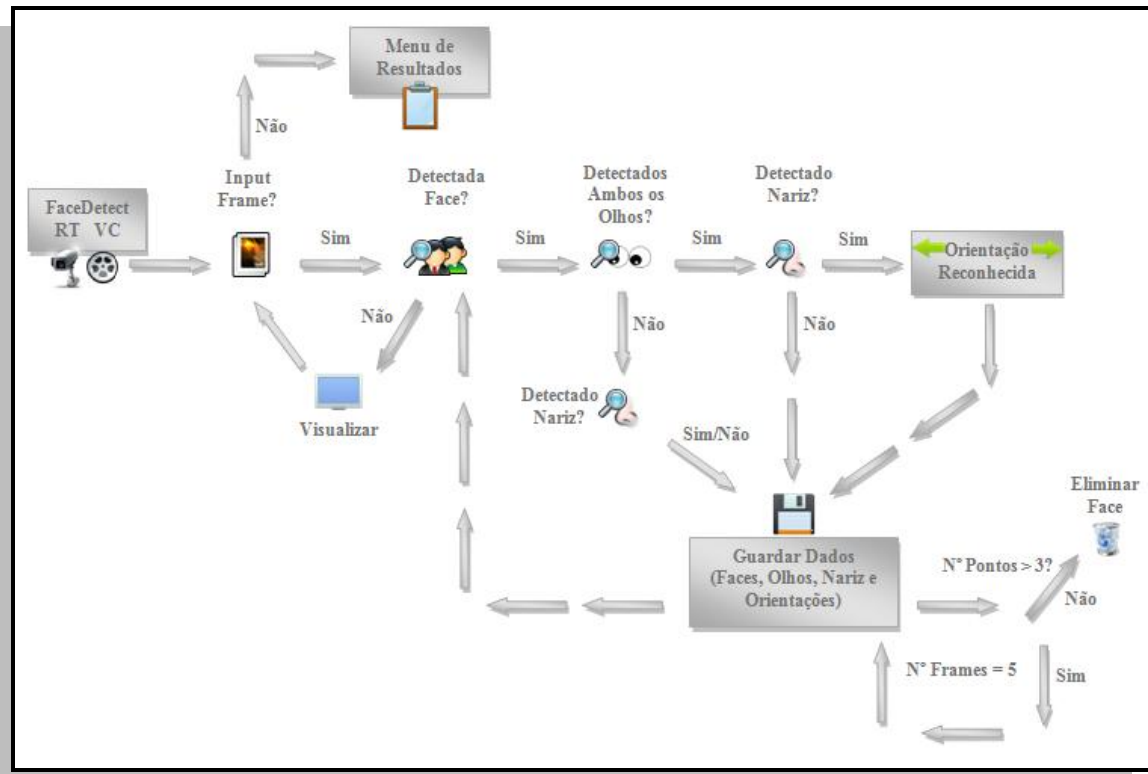 Menu de
Resultados
Não
Input
Frame?
Detectada
Face?
Detectados
Ambos os
Olhos?
Detectado
Nariz?
FaceDetect
RT VC
Sim
Sim
Sim
Sim
Orientação
Reconhecida
Não
Não
Não
Visualizar
Detectado
Nariz?
Sim/Não
Eliminar
Face
Guardar Dados
(Faces, Olhos, Nariz e
Orientações)
Nº Pontos > 3?
Não
Nº Frames = 5
Sim